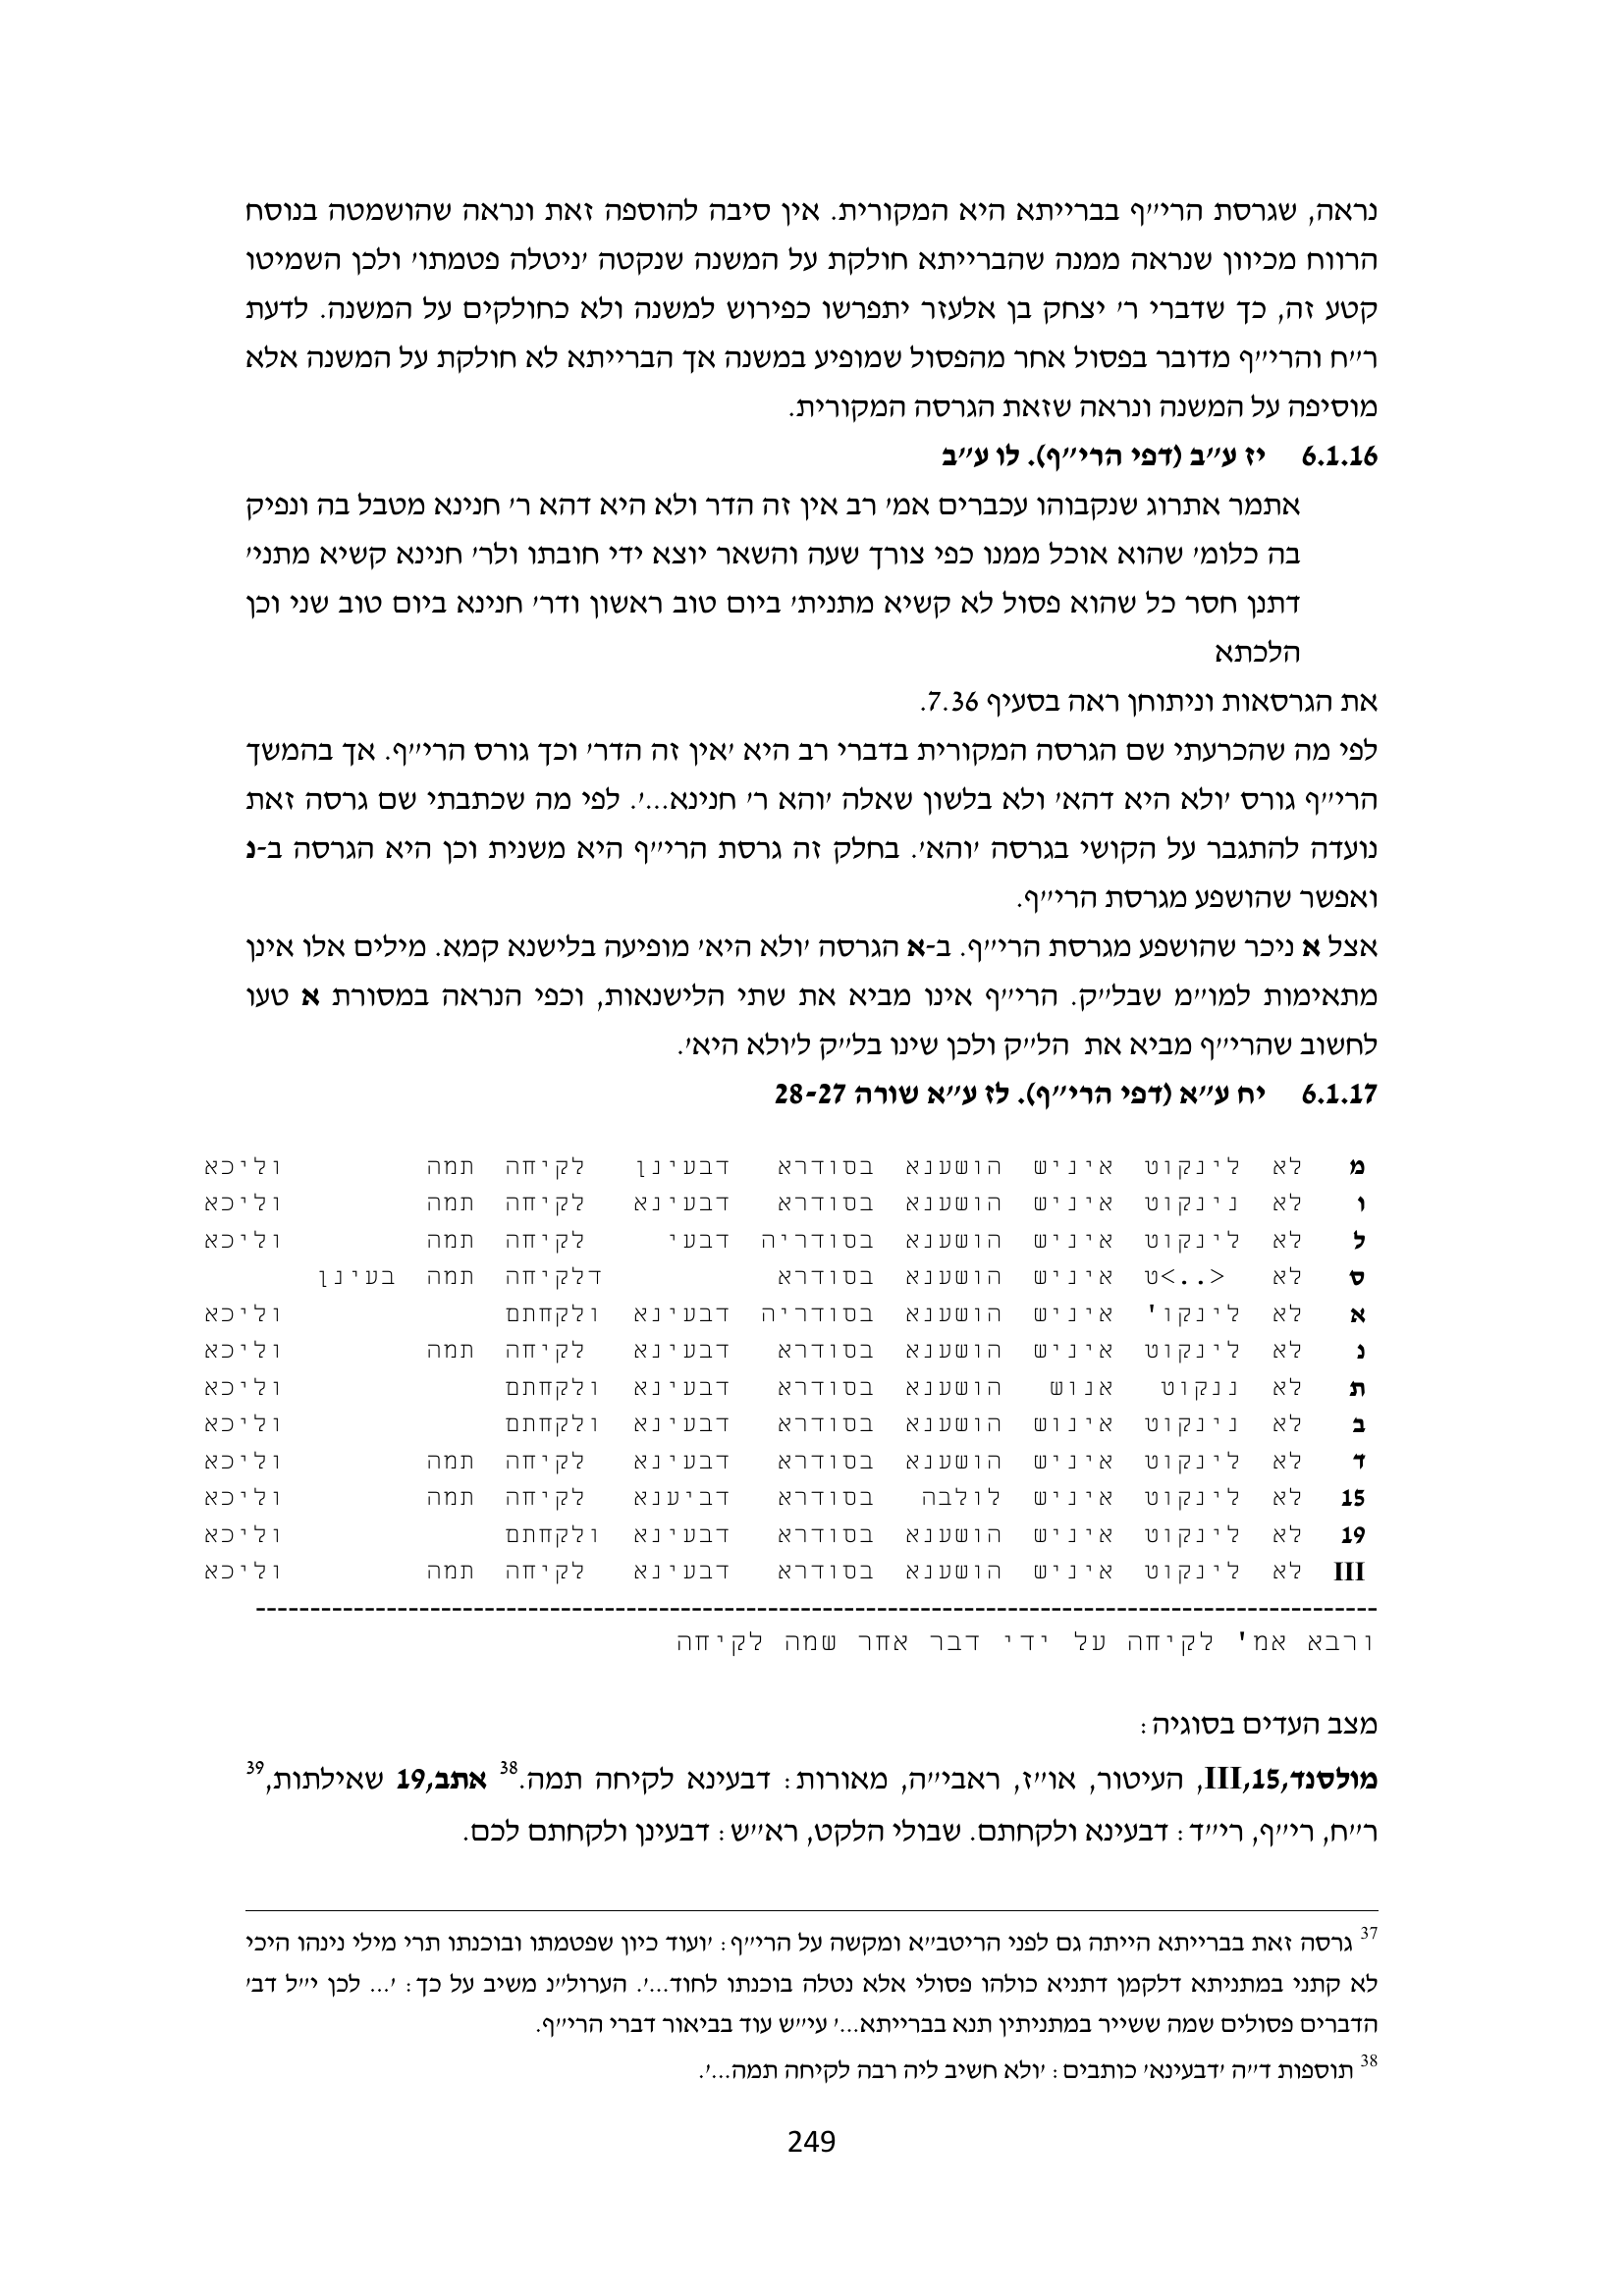 נראה, שגרסת הרי״ף בברייתא היא המקורית. אין סיבה להוספה זאת ונראה שהושמטה בנוסח
הרווח מכיוון שנראה ממנה שהברייתא חולקת על המשנה שנקטה ׳ניטלה פטמתו׳ ולכן השמיטו
קטע זה, כך שדברי ר׳ יצחק בן אלעזר יתפרשו כפירוש למשנה ולא כחולקים על המשנה. לדעת
ר״ח והרי״ף מדובר בפסול אחר מהפסול שמופיע במשנה אך הברייתא לא חולקת על המשנה אלא
מוסיפה על המשנה ונראה שזאת הגרסה המקורית.
6.1.16 יז ע״ב (דפי הרי״ף). לו ע״ב
אתמר אתרוג שנקבוהו עכברים אמ׳ רב אין זה הדר ולא היא דהא ר׳ חנינא מטבל בה ונפיק
בה כלומ׳ שהוא אוכל ממנו כפי צורך שעה והשאר יוצא ידי חובתו ולר׳ חנינא קשיא מתני׳
דתנן חסר כל שהוא פסול לא קשיא מתנית׳ ביום טוב ראשון ודר׳ חנינא ביום טוב שני וכן
הלכתא
את הגרסאות וניתוחן ראה בסעיף 7.36.
לפי מה שהכרעתי שם הגרסה המקורית בדברי רב היא ׳אין זה הדר׳ וכך גורס הרי״ף. אך בהמשך
הרי״ף גורס ׳ולא היא דהא׳ ולא בלשון שאלה ׳והא ר׳ חנינא...׳. לפי מה שכתבתי שם גרסה זאת
נועדה להתגבר על הקושי בגרסה ׳והא׳. בחלק זה גרסת הרי״ף היא משנית וכן היא הגרסה ב-נ
ואפשר שהושפע מגרסת הרי״ף.
אצל א ניכר שהושפע מגרסת הרי״ף. ב-א הגרסה ׳ולא היא׳ מופיעה בלישנא קמא. מילים אלו אינן
מתאימות למו״מ שבל״ק. הרי״ף אינו מביא את שתי הלישנאות, וכפי הנראה במסורת א טעו
לחשוב שהרי״ף מביא את הל״ק ולכן שינו בל״ק ל׳ולא היא׳.
6.1.17 יח ע״א (דפי הרי״ף). לז ע״א שורה 28-27
מ לא לינקוט איניש הושענא בסודרא דבעינן לקיחה תמה וליכא
ו לא נינקוט איניש הושענא בסודרא דבעינא לקיחה תמה וליכא
ל לא לינקוט איניש הושענא בסודריה דבעי לקיחה תמה וליכא
ס לא <..>ט איניש הושענא בסודרא דלקיחה תמה בעינן
א לא לינקו' איניש הושענא בסודריה דבעינא ולקחתם וליכא
נ לא לינקוט איניש הושענא בסודרא דבעינא לקיחה תמה וליכא
ת לא ננקוט אנוש הושענא בסודרא דבעינא ולקחתם וליכא
ב לא נינקוט אינוש הושענא בסודרא דבעינא ולקחתם וליכא
ד לא לינקוט איניש הושענא בסודרא דבעינא לקיחה תמה וליכא
15 לא לינקוט איניש לולבה בסודרא דביענא לקיחה תמה וליכא
19 לא לינקוט איניש הושענא בסודרא דבעינא ולקחתם וליכא
III לא לינקוט איניש הושענא בסודרא דבעינא לקיחה תמה וליכא
ורבא אמ' לקיחה על ידי דבר אחר שמה לקיחה
מצב העדים בסוגיה:
מולסנד,15,III, העיטור, או״ז, ראבי״ה, מאורות: דבעינא לקיחה תמה.38 אתב,19 שאילתות,39
ר״ח, רי״ף, רי״ד: דבעינא ולקחתם. שבולי הלקט, רא״ש: דבעינן ולקחתם לכם.
37 גרסה זאת בברייתא הייתה גם לפני הריטב״א ומקשה על הרי״ף: ׳ועוד כיון שפטמתו ובוכנתו תרי מילי נינהו היכי
לא קתני במתניתא דלקמן דתניא כולהו פסולי אלא נטלה בוכנתו לחוד...׳. הערול״נ משיב על כך: ׳... לכן י״ל דב׳
הדברים פסולים שמה ששייר במתניתין תנא בברייתא...׳ עי״ש עוד בביאור דברי הרי״ף.
38 תוספות ד״ה ׳דבעינא׳ כותבים: ׳ולא חשיב ליה רבה לקיחה תמה...׳.
249